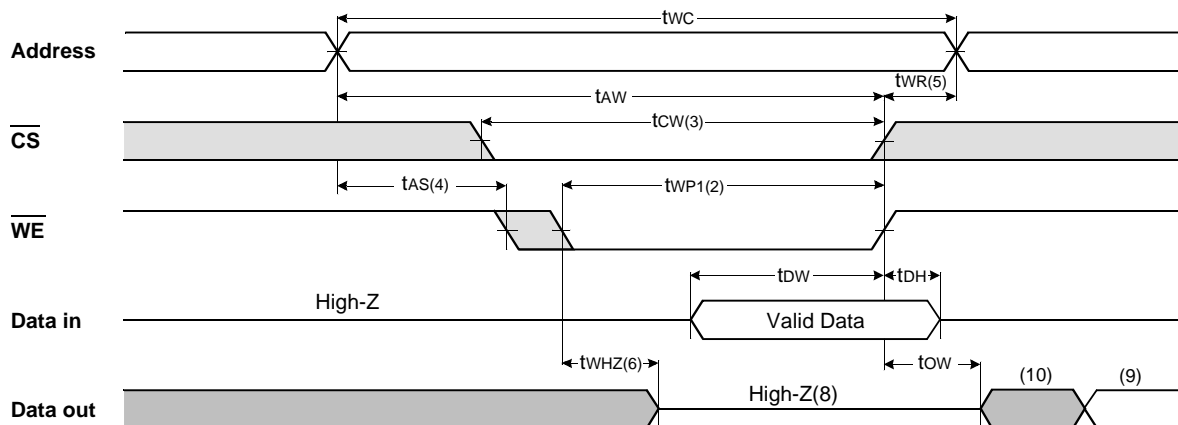 tWC
Address
tWR(5)
tAW
tCW(3)
CS
tAS(4)
tWP1(2)
WE
tDW
tDH
High-Z
Data in
Valid Data
tWHZ(6)
tOW
(10)
(9)
High-Z(8)
Data out